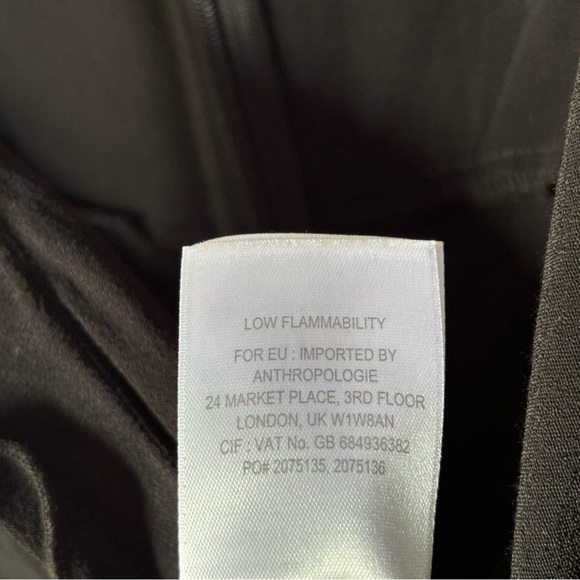 LOW FLAMMABILITY
FOR EU : IMPORTED BY
ANTHROPOLOGIE
24 MARKET PLACE, 3RD FLOOR
LONDON, UK W1W8AN
CIF : VAT No. GB 684936382
PO# 2075135, 2075136